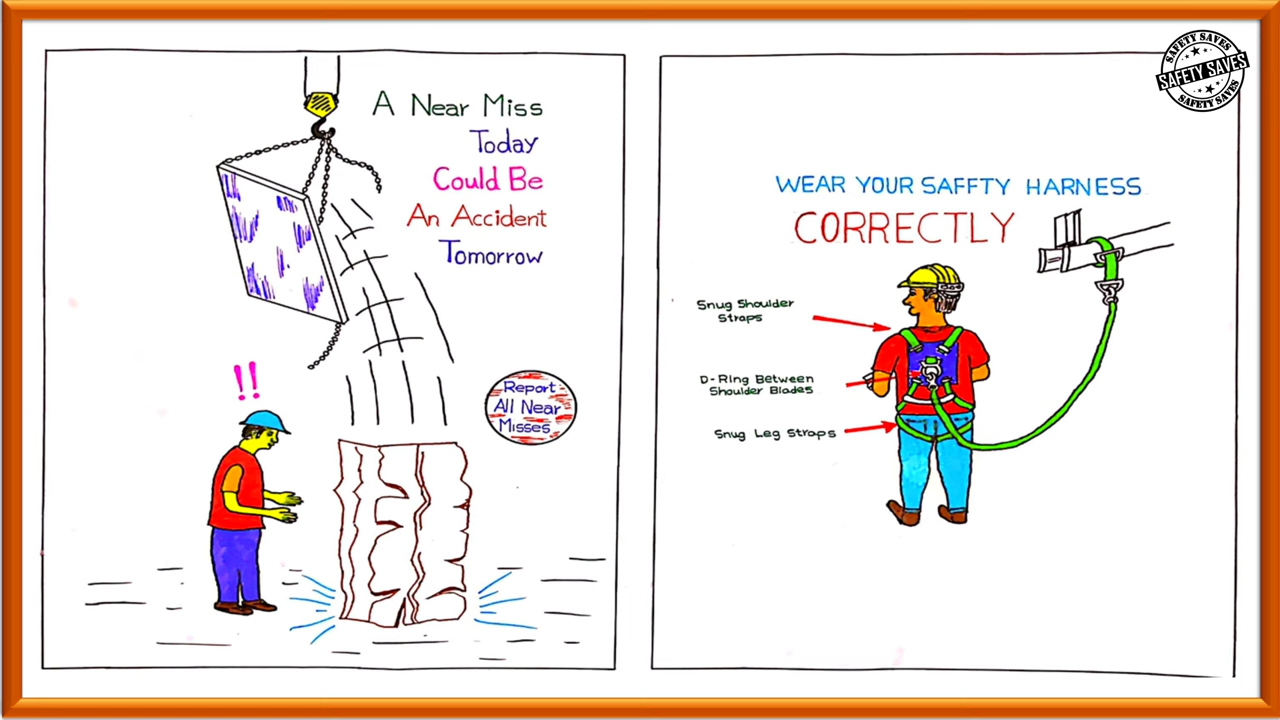 A Near Miss
Today
Could Be
An Accident
Tomorrow
!!
Report
All Near
Misses
SAFETY SAVES
SAFETY SAVES
SAFETY SAVES
WEAR YOUR SAFFTY HARNESS
CORRECTLY
Snug Shoulder
Straps
D-Ring Between
Shoulder Blades
Snug Leg Straps